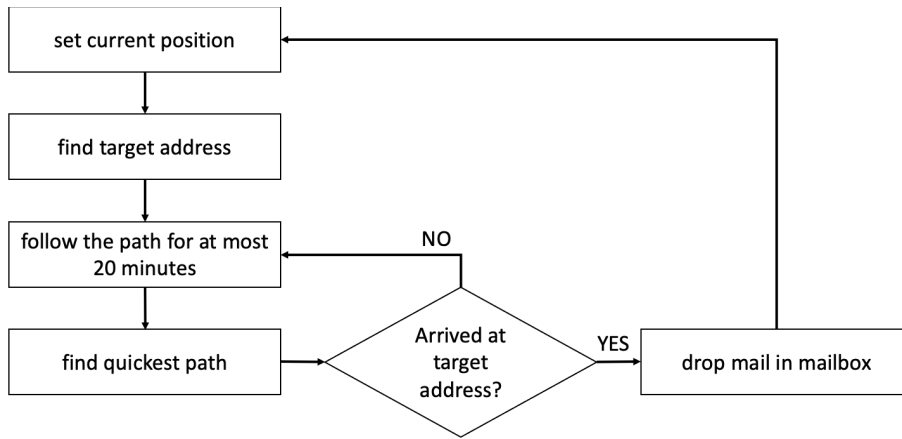 set current position
find target address
follow the path for at most
20 minutes
NO
find quickest path
Arrived at
target
address?
YES
drop mail in mailbox